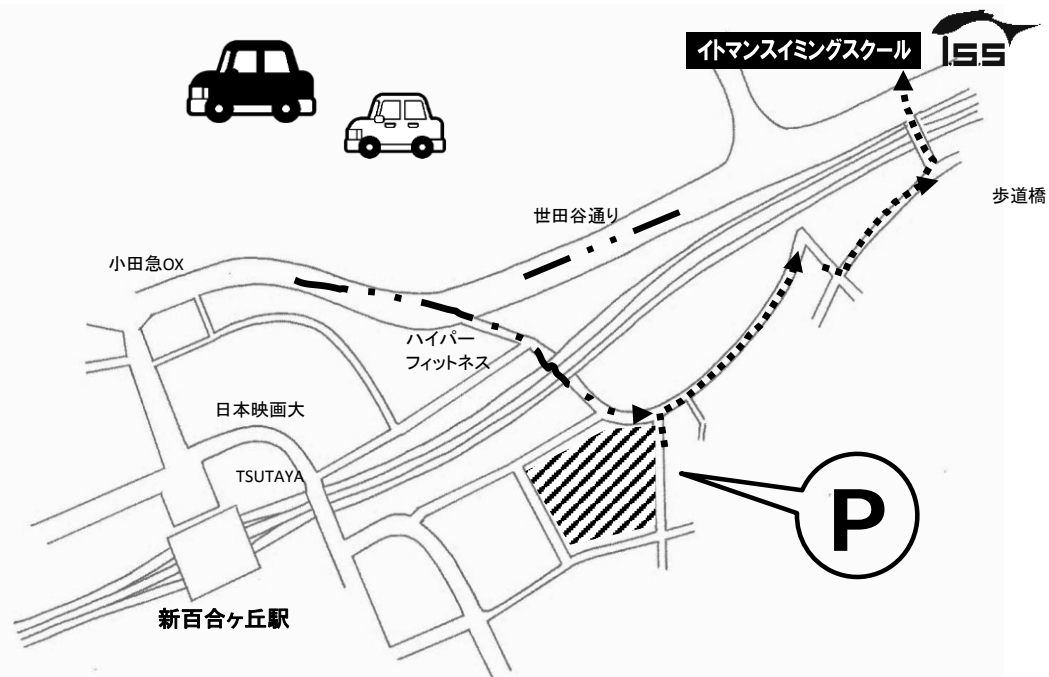 イトマンスイミングスクール
I.S.S
歩道橋
世田谷通り
小田急OX
ハイパー
フィットネス
日本映画大
TSUTAYA
P
新百合ヶ丘駅